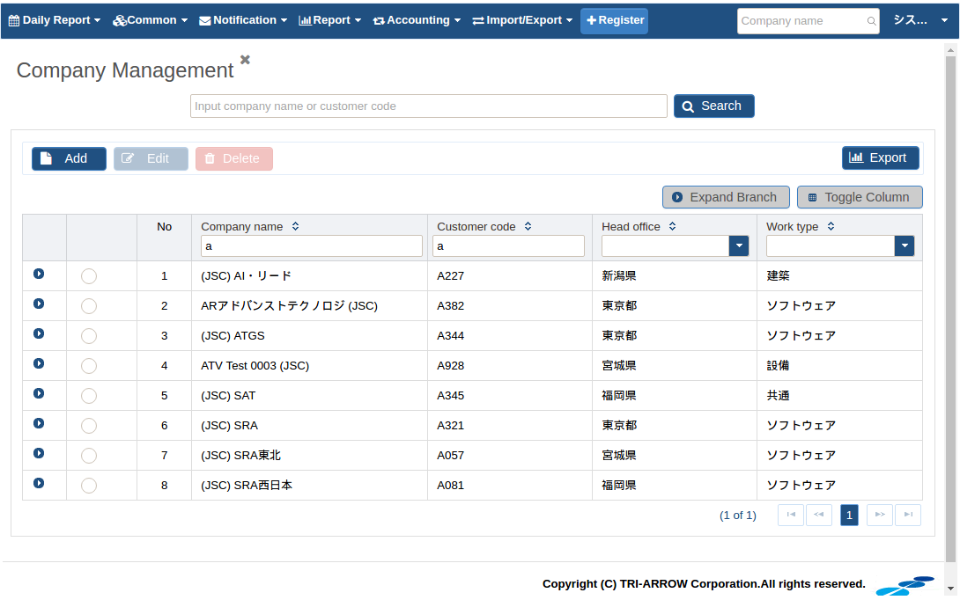 Daily Report Common Notification Report Accounting Import/Export Register Company name シス...
Company Management
Input company name or customer code Search
Add Edit Delete Export
Expand Branch Toggle Column
No Company name Customer code Head office Work type
a a
1 (JSC) AI・リード A227 新潟県 建築
2 ARアドバンストテクノロジ (JSC) A382 東京都 ソフトウェア
3 (JSC) ATGS A344 東京都 ソフトウェア
4 ATV Test 0003 (JSC) A928 宮城県 設備
5 (JSC) SAT A345 福岡県 共通
6 (JSC) SRA A321 東京都 ソフトウェア
7 (JSC) SRA東北 A057 宮城県 ソフトウェア
8 (JSC) SRA西日本 A081 福岡県 ソフトウェア
(1 of 1) 1
Copyright (C) TRI-ARROW Corporation.All rights reserved.